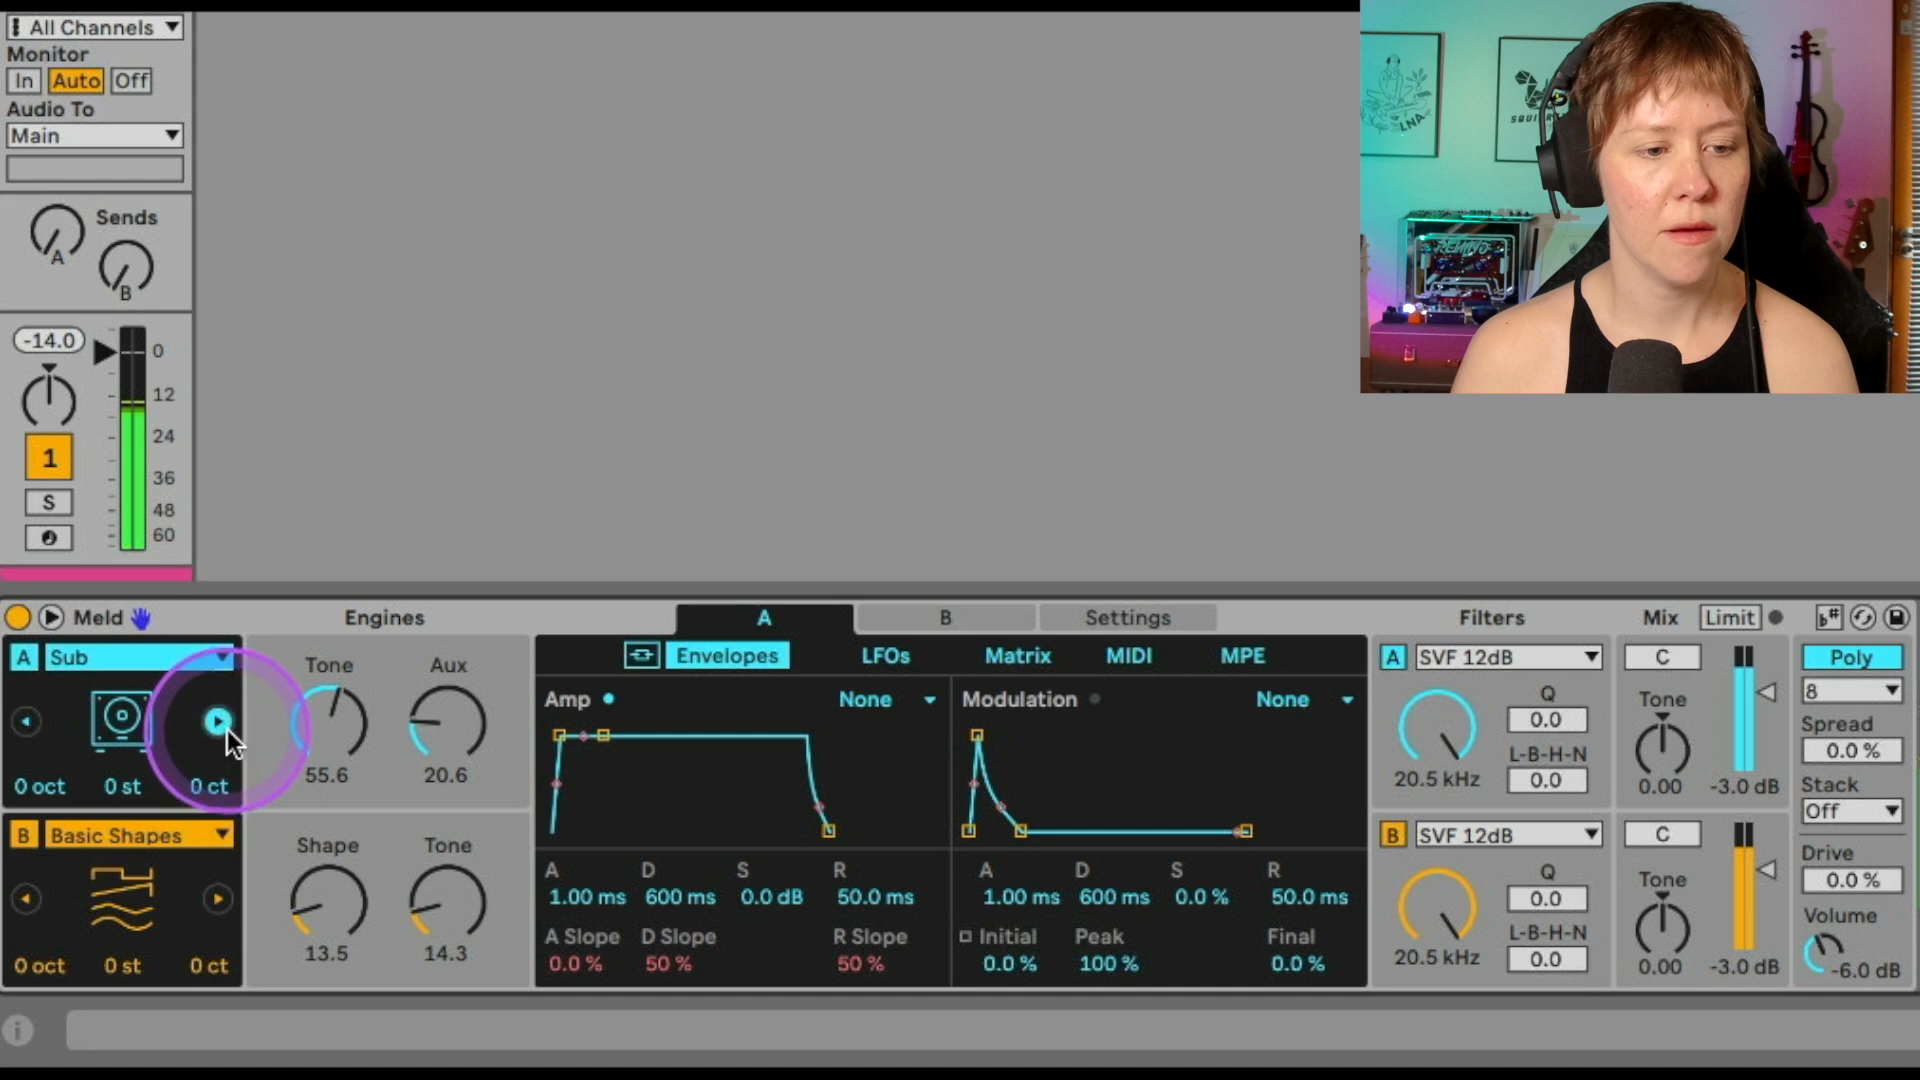 All Channels
Monitor
In Auto Off
Audio To
Main
Sends
A
B
-14.0
0
12
24
36
48
60
1
S
LNA
Meld
Engines
A
B
Settings
Filters
Mix
Limit
A Sub
Tone
Aux
55.6
20.6
0 oct 0 st 0 ct
B Basic Shapes
Shape
Tone
13.5
14.3
0 oct 0 st 0 ct
Envelopes LFOs Matrix MIDI MPE
Amp None
A D S R
1.00 ms 600 ms 0.0 dB 50.0 ms
A Slope D Slope R Slope
0.0 % 50 % 50 %
Modulation None
A D S R
1.00 ms 600 ms 0.0 % 50.0 ms
Initial Peak Final
0.0 % 100 % 0.0 %
A SVF 12dB
Q
0.0
L-B-H-N
0.0
20.5 kHz
B SVF 12dB
Q
0.0
L-B-H-N
0.0
20.5 kHz
C
Tone
0.00
-3.0 dB
C
Tone
0.00
-3.0 dB
Poly
8
Spread
0.0 %
Stack
Off
Drive
0.0 %
Volume
-6.0 dB